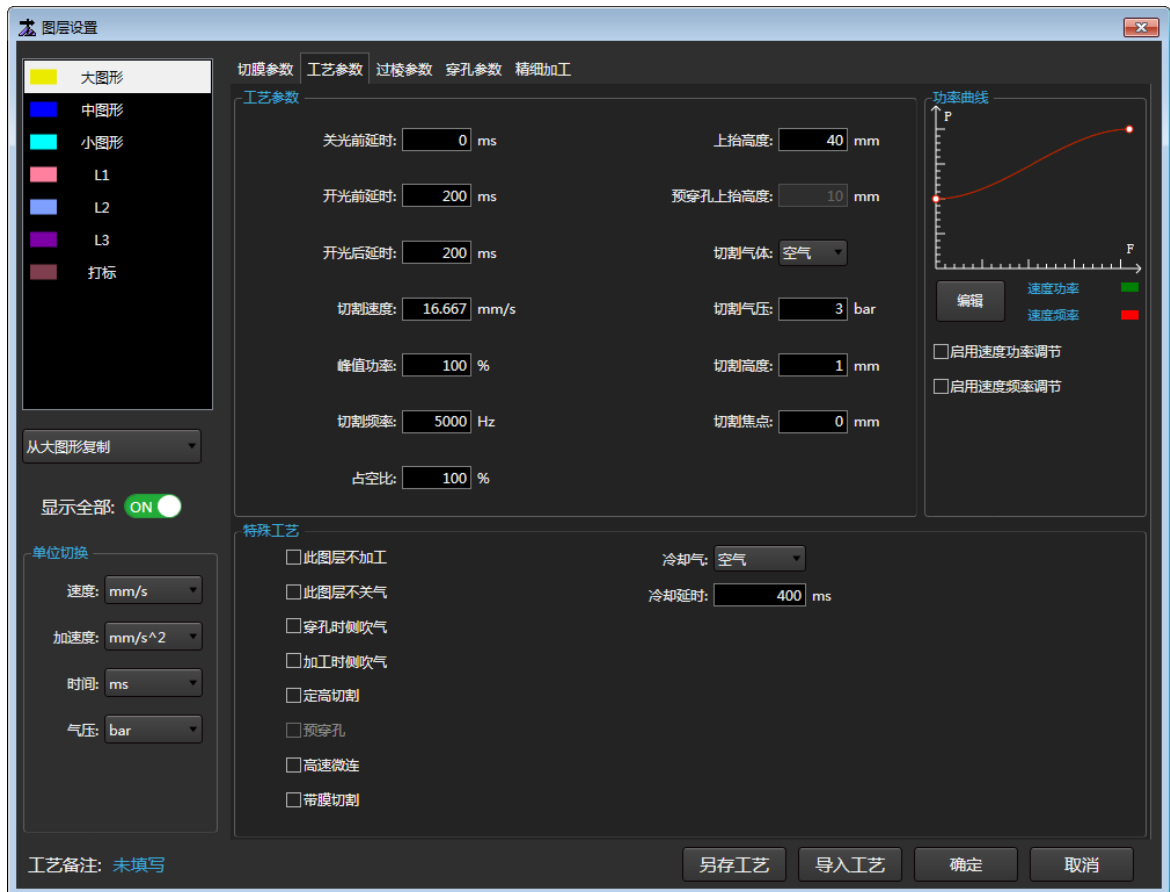 图层设置
大图形
中图形
小图形
L1
L2
L3
打标
从大图形复制
显示全部: ON
单位切换
速度: mm/s
加速度: mm/s^2
时间: ms
气压: bar
切膜参数 工艺参数 过棱参数 穿孔参数 精细加工
工艺参数
关光前延时: 0 ms
上抬高度: 40 mm
开光前延时: 200 ms
预穿孔上抬高度: 10 mm
开光后延时: 200 ms
切割气体: 空气
切割速度: 16.667 mm/s
切割气压: 3 bar
峰值功率: 100 %
切割高度: 1 mm
切割频率: 5000 Hz
切割焦点: 0 mm
占空比: 100 %
功率曲线
P
F
编辑
速度功率
速度频率
启用速度功率调节
启用速度频率调节
特殊工艺
此图层不加工
此图层不关气
穿孔时侧吹气
加工时侧吹气
定高切割
预穿孔
高速微连
带膜切割
冷却气: 空气
冷却延时: 400 ms
工艺备注: 未填写
另存工艺 导入工艺 确定 取消